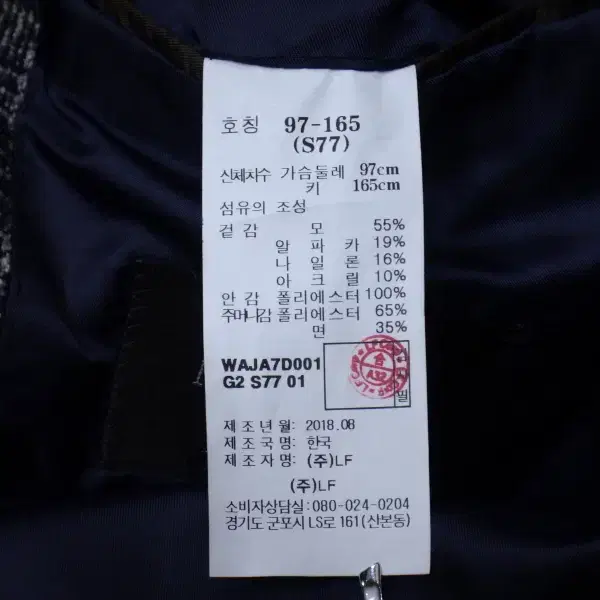 호칭 97-165
(S77)
신체치수 가슴둘레 97cm
키 165cm
섬유의 조성
겉 감 모 55%
알 파 카 19%
나 일 론 16%
아 크 릴 10%
안 감 폴리에스터 100%
주머니감 폴리에스터 65%
면 35%
WAJA7D001
G2 S77 01
제 조 년 월: 2018.08
제 조 국 명: 한국
제 조 자 명: (주)LF
(주)LF
소비자상담실:080-024-0204
경기도 군포시 LS로 161(산본동)